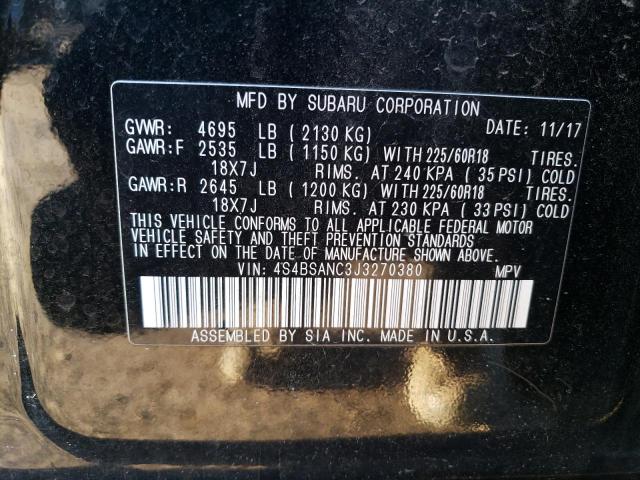 MFD BY SUBARU CORPORATION
GVWR: 4695 LB ( 2130 KG) DATE: 11/17
GAWR:F 2535 LB ( 1150 KG) WITH 225/60R18 TIRES.
18X7J RIMS. AT 240 KPA ( 35 PSI) COLD
GAWR:R 2645 LB ( 1200 KG) WITH 225/60R18 TIRES.
18X7J RIMS. AT 230 KPA ( 33 PSI) COLD
THIS VEHICLE CONFORMS TO ALL APPLICABLE FEDERAL MOTOR
VEHICLE SAFETY AND THEFT PREVENTION STANDARDS
IN EFFECT ON THE DATE OF MANUFACTURE SHOWN ABOVE.
VIN: 4S4BSANC3J3270380 MPV
ASSEMBLED BY SIA INC. MADE IN U.S.A.